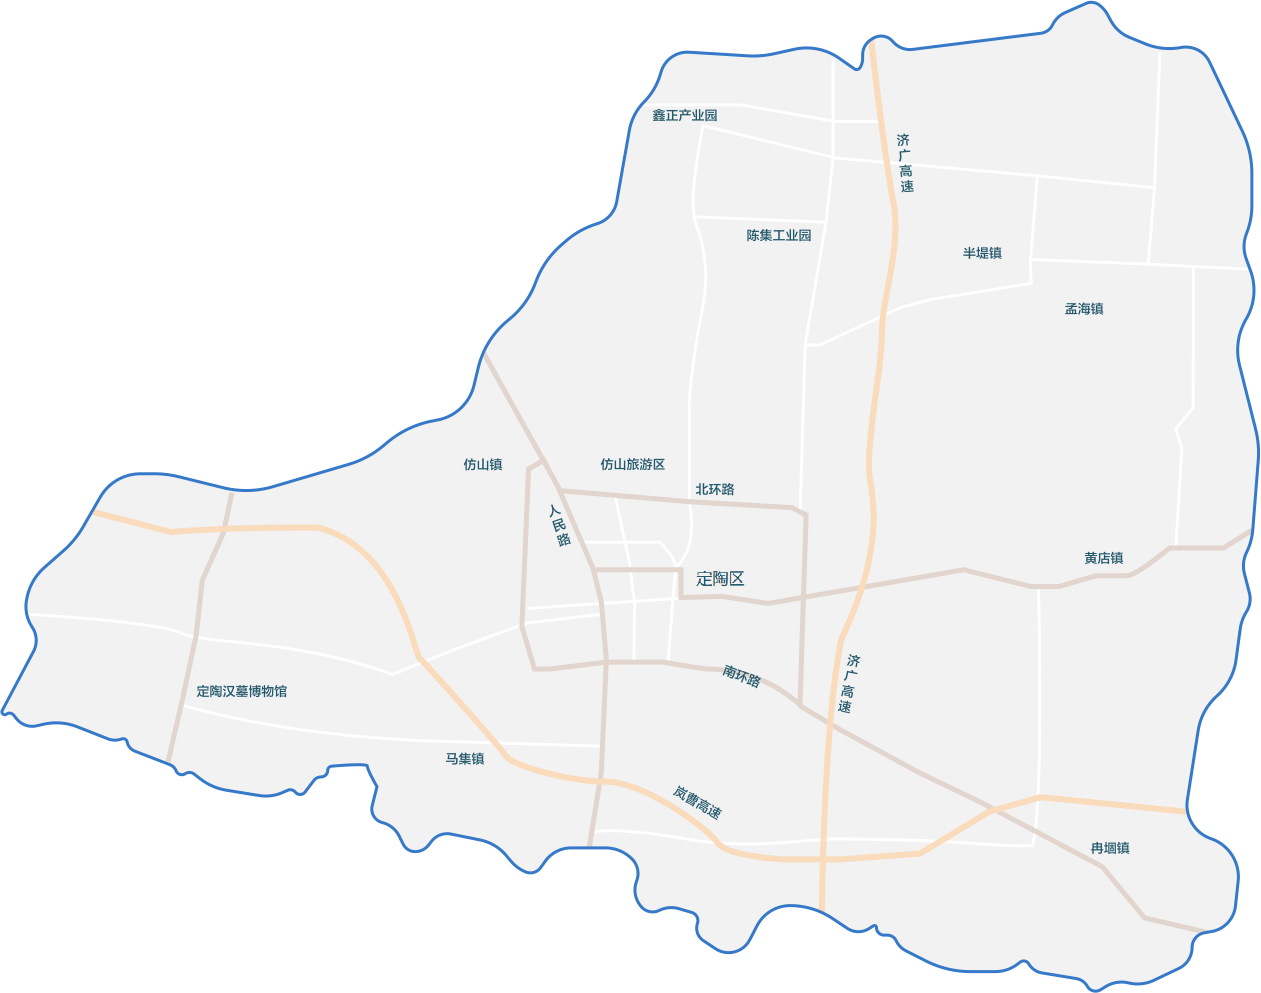 鑫正产业园
济广高速
陈集工业园
半堤镇
孟海镇
仿山镇
仿山旅游区
北环路
人民路
黄店镇
定陶区
济广高速
南环路
定陶汉墓博物馆
马集镇
岚曹高速
冉堌镇